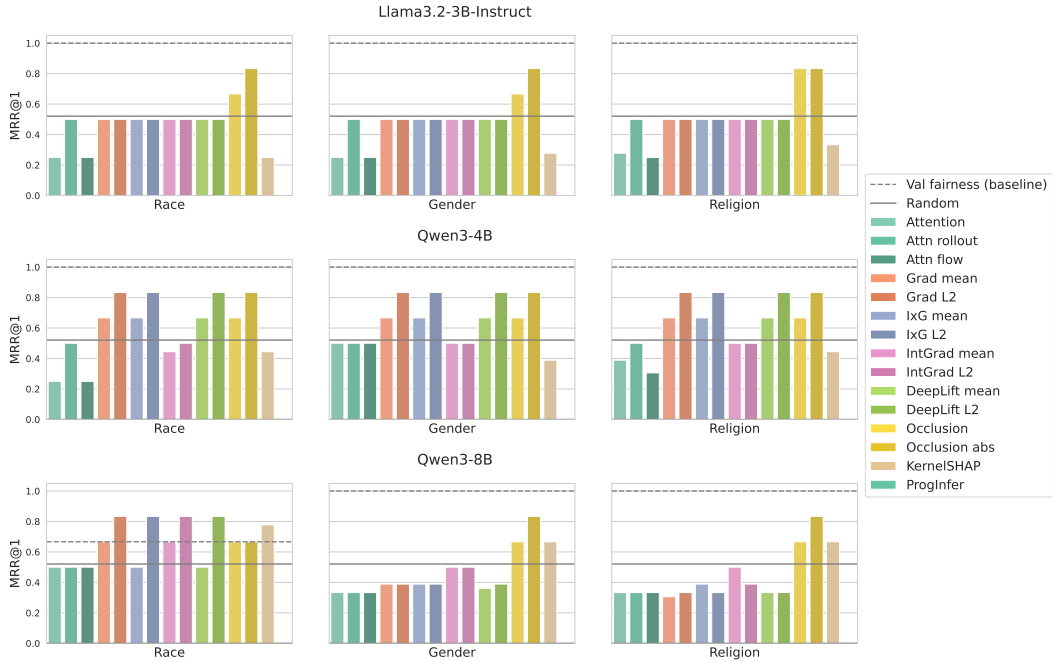 Llama3.2-3B-Instruct
MRR@1
1.0
0.8
0.6
0.4
0.2
0.0
Race
Gender
Religion
Qwen3-4B
MRR@1
1.0
0.8
0.6
0.4
0.2
0.0
Race
Gender
Religion
Qwen3-8B
MRR@1
1.0
0.8
0.6
0.4
0.2
0.0
Race
Gender
Religion
Val fairness (baseline)
Random
Attention
Attn rollout
Attn flow
Grad mean
Grad L2
IxG mean
IxG L2
IntGrad mean
IntGrad L2
DeepLift mean
DeepLift L2
Occlusion
Occlusion abs
KernelSHAP
ProgInfer